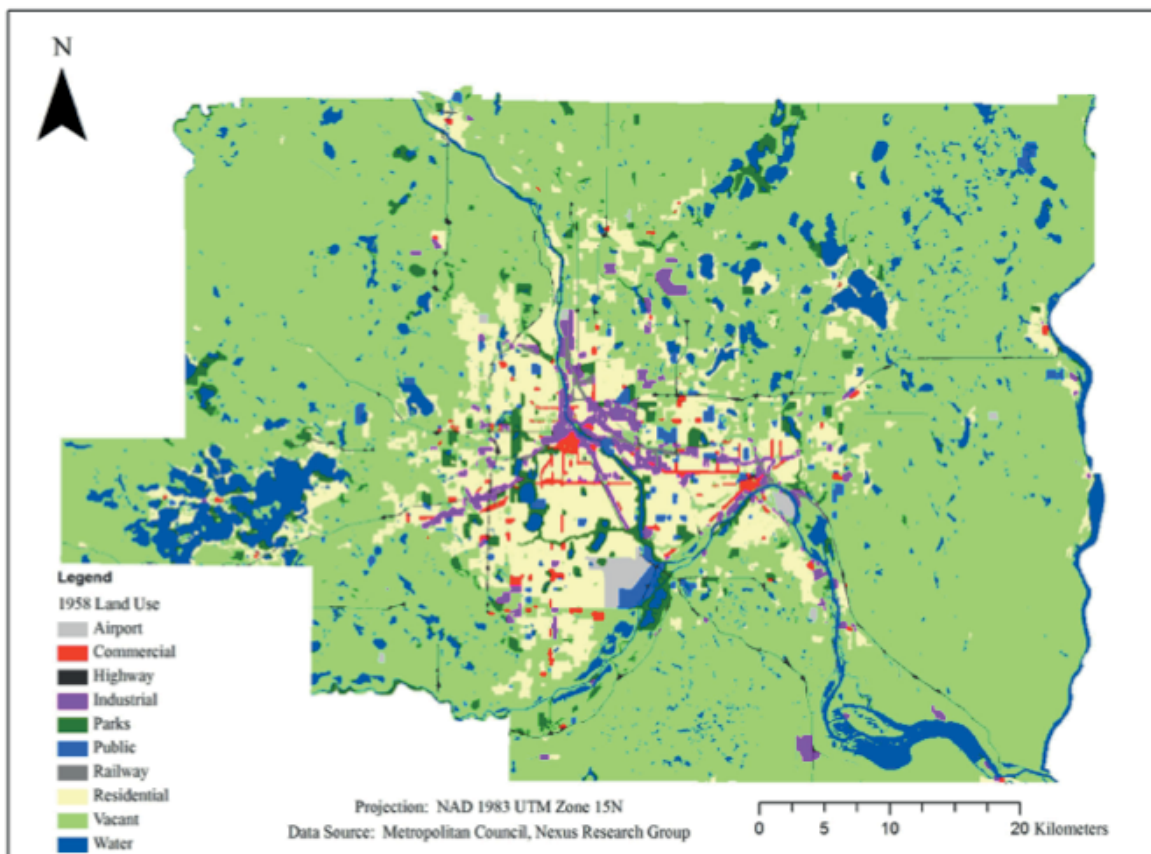 N
Legend
1958 Land Use
Airport
Commercial
Highway
Industrial
Parks
Public
Railway
Residential
Vacant
Water
Projection: NAD 1983 UTM Zone 15N
Data Source: Metropolitan Council, Nexus Research Group
0 5 10 20 Kilometers